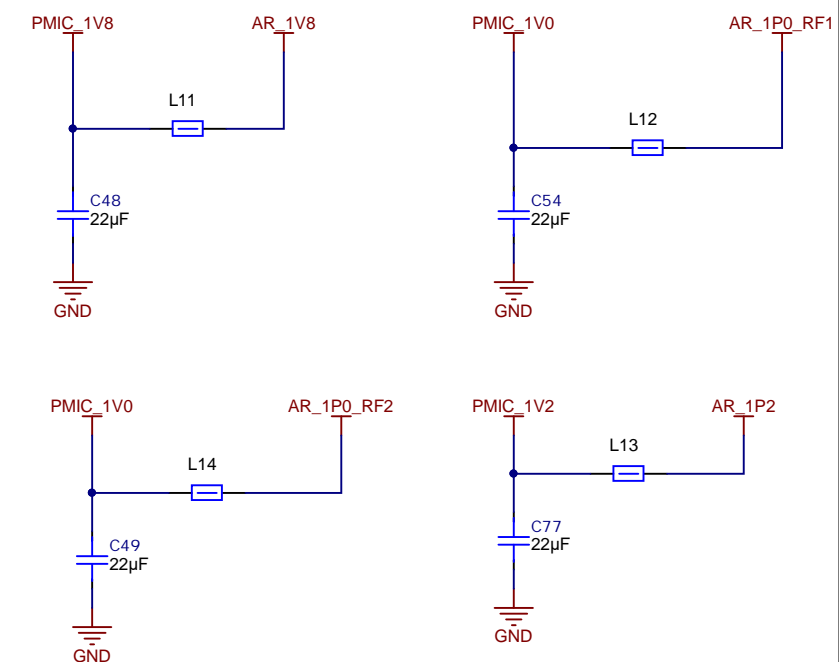 PMIC_1V8
AR_1V8
L11
C48
22µF
GND
PMIC_1V0
AR_1P0_RF1
L12
C54
22µF
GND
PMIC_1V0
AR_1P0_RF2
L14
C49
22µF
GND
PMIC_1V2
AR_1P2
L13
C77
22µF
GND